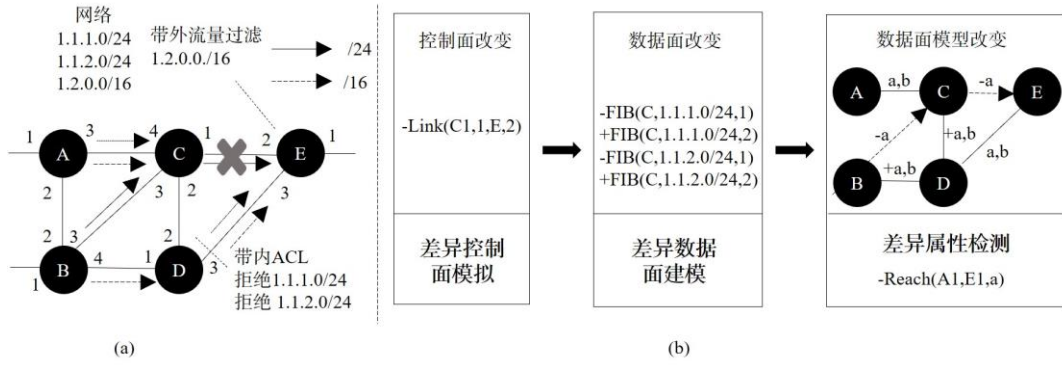 网络
1.1.1.0/24
1.1.2.0/24
1.2.0.0/16
带外流量过滤
1.2.0.0./16
/24
/16
1
A
3
4
C
1
2
E
1
2
3
2
3
2
3
1
B
4
1
D
2
3
带内ACL
拒绝1.1.1.0/24
拒绝 1.1.2.0/24
(a)
控制面改变
-Link(C1,1,E,2)
差异控制
面模拟
数据面改变
-FIB(C,1.1.1.0/24,1)
+FIB(C,1.1.1.0/24,2)
-FIB(C,1.1.2.0/24,1)
+FIB(C,1.1.2.0/24,2)
差异数据
面建模
数据面模型改变
A
a,b
C
-a
E
-a
+a,b
a,b
B
+a,b
D
差异属性检测
-Reach(A1,E1,a)
(b)